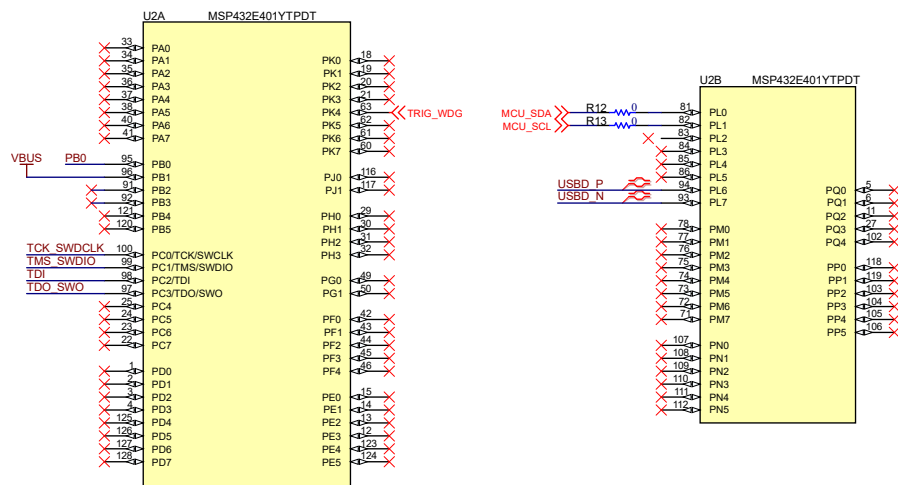 U2A MSP432E401YTPDT
33 PA0
34 PA1
35 PA2
36 PA3
37 PA4
38 PA5
40 PA6
41 PA7
VBUS PB0 95 PB0
96 PB1
91 PB2
92 PB3
121 PB4
120 PB5
TCK_SWDCLK 100 PC0/TCK/SWCLK
TMS_SWDIO 99 PC1/TMS/SWDIO
TDI 98 PC2/TDI
TDO_SWO 97 PC3/TDO/SWO
25 PC4
24 PC5
23 PC6
22 PC7
1 PD0
2 PD1
3 PD2
4 PD3
125 PD4
126 PD5
127 PD6
128 PD7
PK0 18
PK1 19
PK2 20
PK3 21
PK4 63 TRIG_WDG
PK5 62
PK6 61
PK7 60
PJ0 116
PJ1 117
PH0 29
PH1 30
PH2 31
PH3 32
PG0 49
PG1 50
PF0 42
PF1 43
PF2 44
PF3 45
PF4 46
PE0 15
PE1 14
PE2 13
PE3 12
PE4 123
PE5 124
U2B MSP432E401YTPDT
MCU_SDA R12 0 81 PL0
MCU_SCL R13 0 82 PL1
83 PL2
84 PL3
85 PL4
86 PL5
USBD_P 94 PL6
USBD_N 93 PL7
78 PM0
77 PM1
76 PM2
75 PM3
74 PM4
73 PM5
72 PM6
71 PM7
107 PN0
108 PN1
109 PN2
110 PN3
111 PN4
112 PN5
PQ0 5
PQ1 6
PQ2 11
PQ3 27
PQ4 102
PP0 118
PP1 119
PP2 103
PP3 104
PP4 105
PP5 106